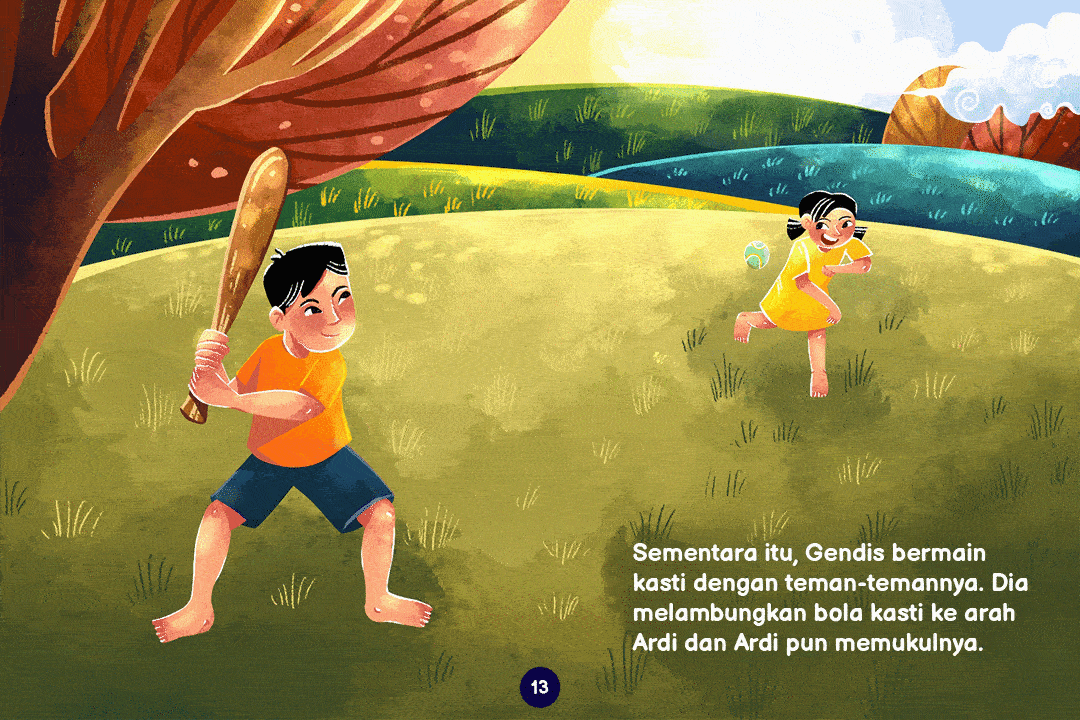 Sementara itu, Gendis bermain
kasti dengan teman-temannya. Dia
melambungkan bola kasti ke arah
Ardi dan Ardi pun memukulnya.
13